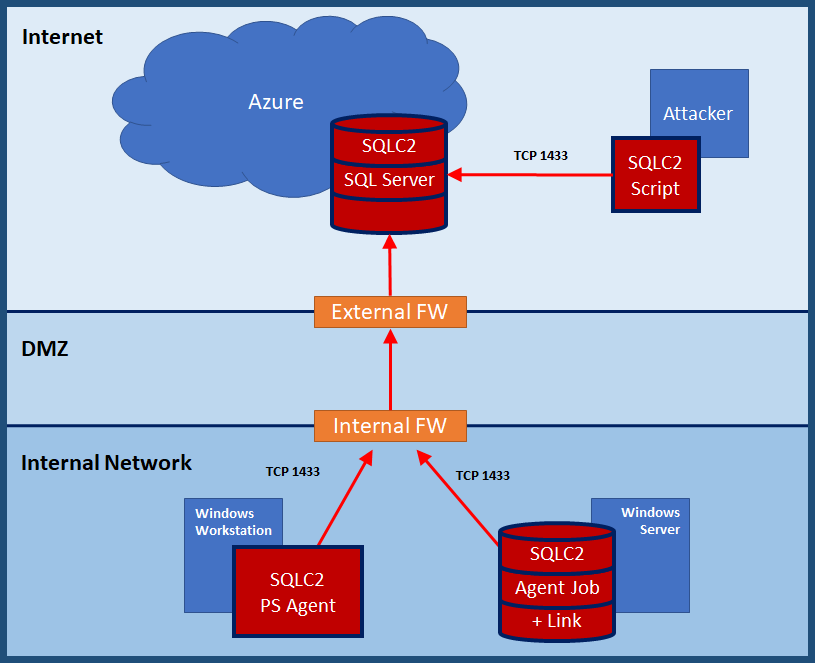 Internet
Azure
SQLC2
SQL Server
TCP 1433
Attacker
SQLC2
Script
External FW
DMZ
Internal FW
Internal Network
TCP 1433
TCP 1433
Windows
Workstation
SQLC2
PS Agent
Windows
Server
SQLC2
Agent Job
+ Link